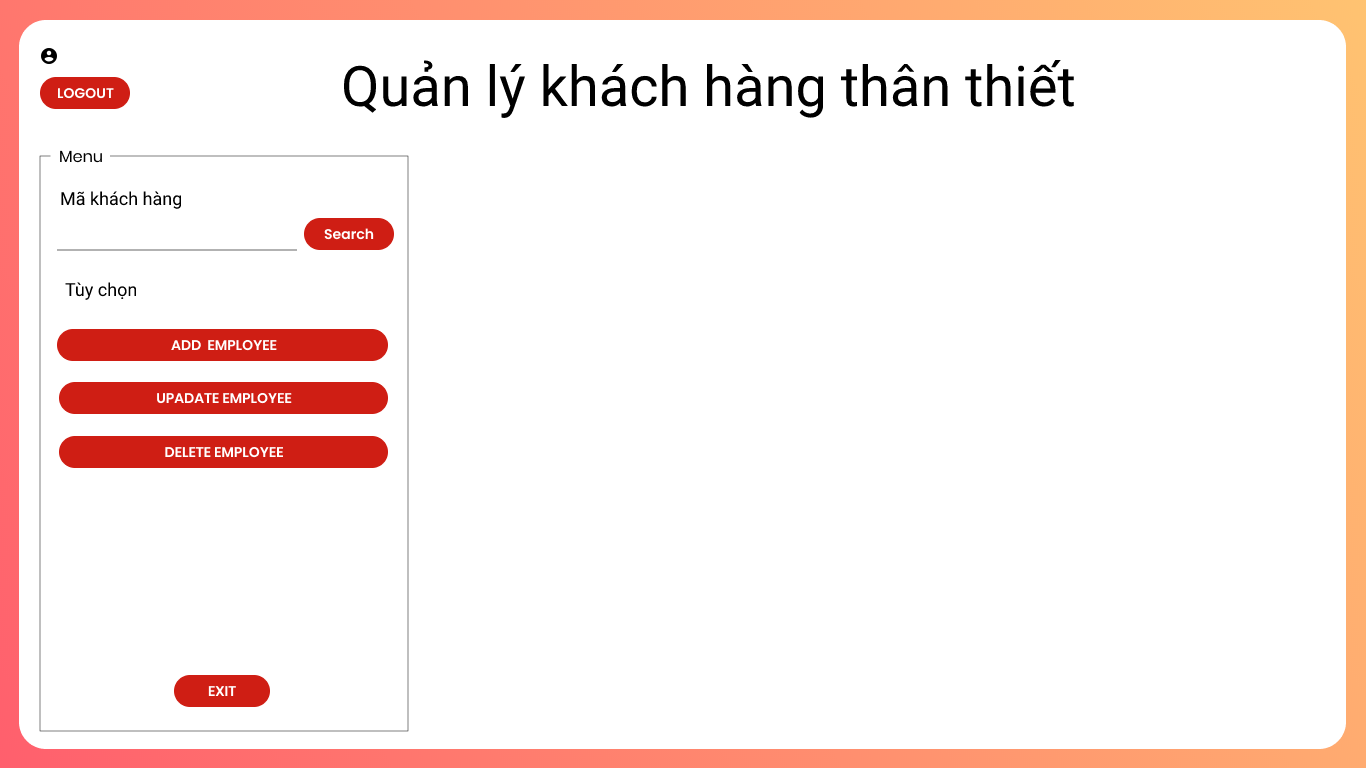 LOGOUT
Quản lý khách hàng thân thiết
Menu
Mã khách hàng
Search
Tùy chọn
ADD EMPLOYEE
UPADATE EMPLOYEE
DELETE EMPLOYEE
EXIT